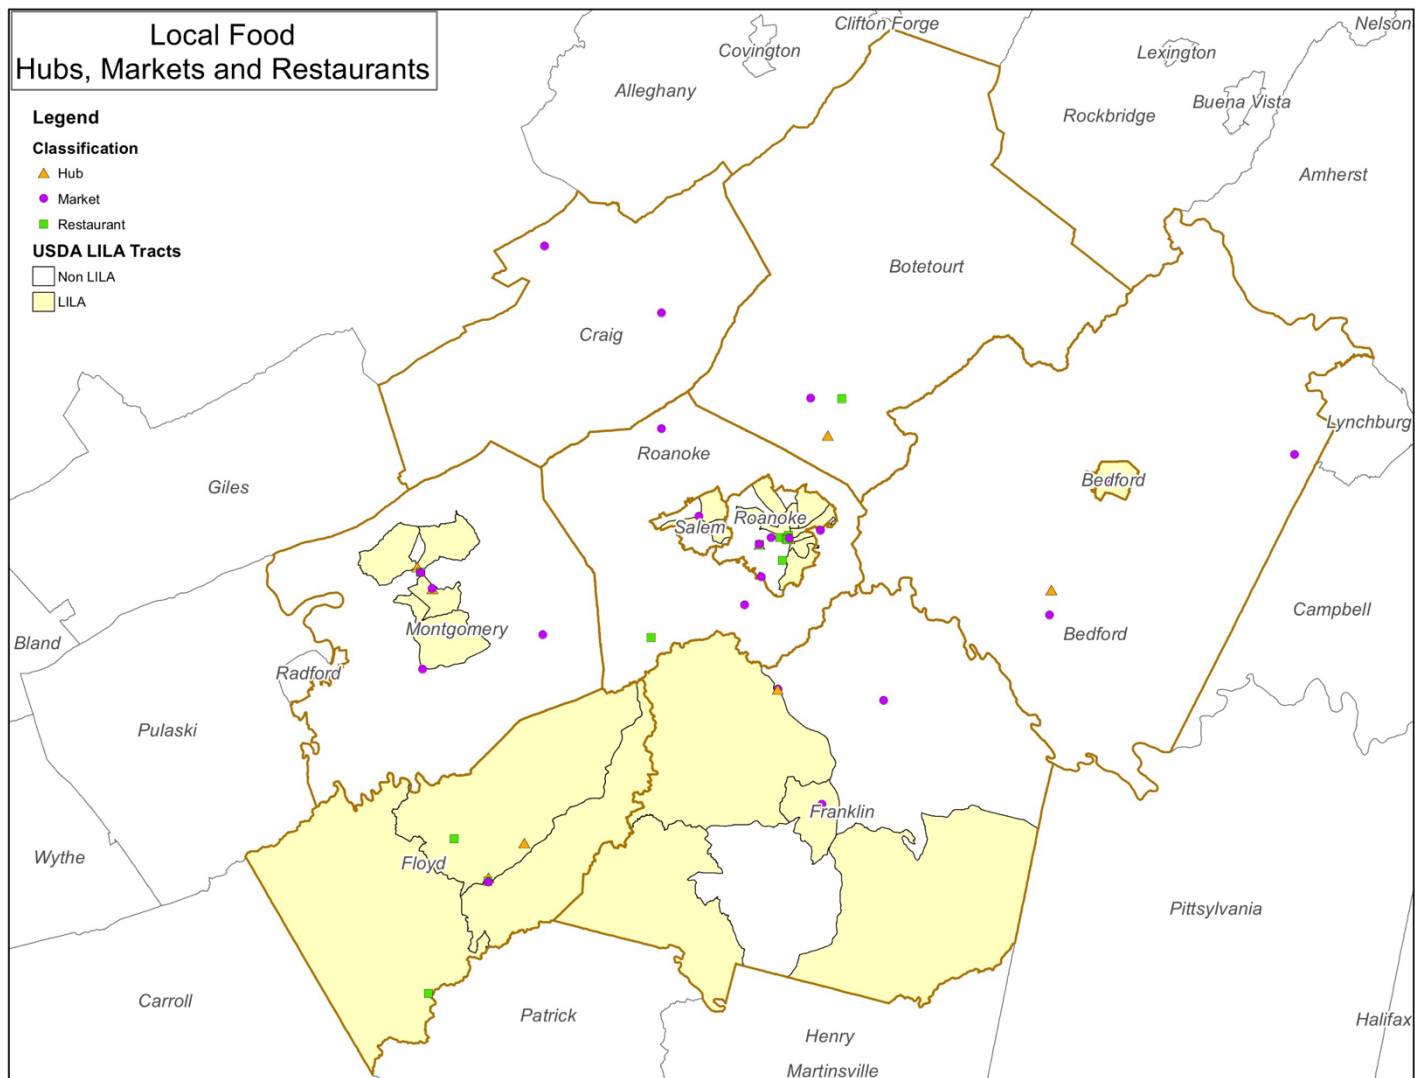 Local Food
Hubs, Markets and Restaurants
Legend
Classification
Hub
Market
Restaurant
USDA LILA Tracts
Non LILA
LILA
Clifton Forge
Nelson
Covington
Lexington
Alleghany
Buena Vista
Rockbridge
Amherst
Botetourt
Craig
Lynchburg
Roanoke
Giles
Bedford
Roanoke
Salem
Campbell
Montgomery
Bedford
Bland
Radford
Pulaski
Franklin
Wythe
Floyd
Pittsylvania
Carroll
Patrick
Halifax
Henry
Martinsville